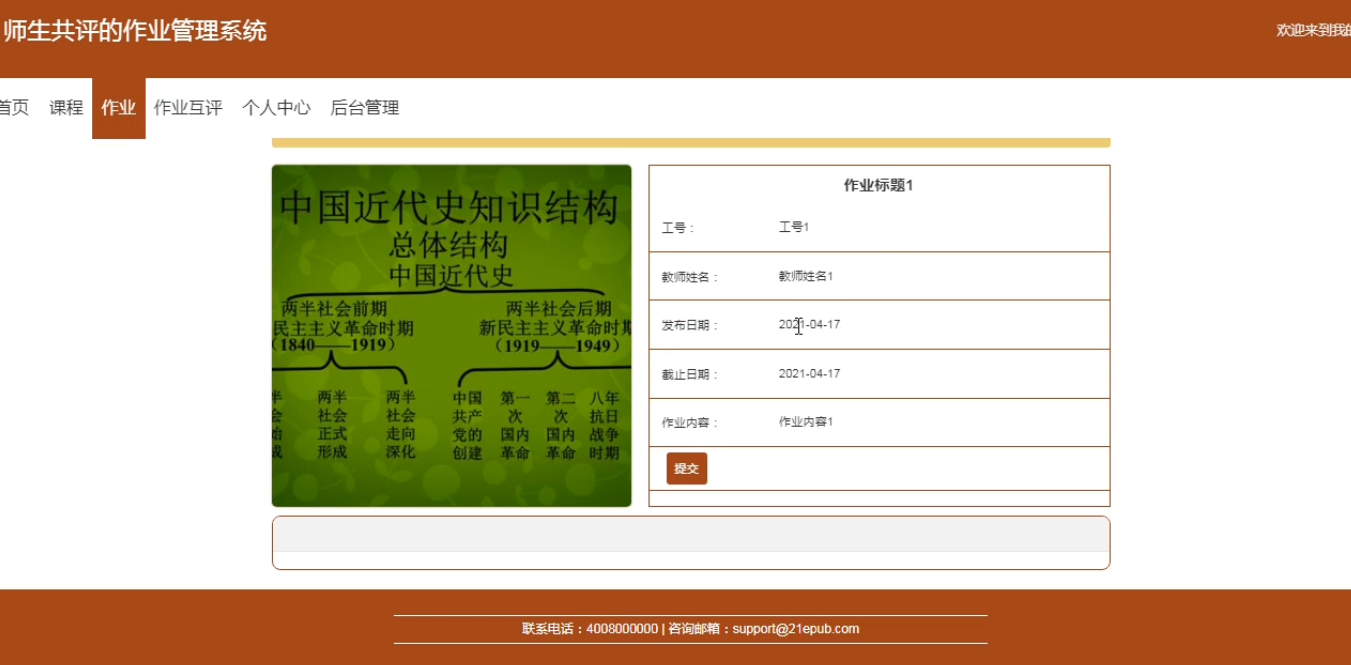 师生共评的作业管理系统
欢迎来到我的
首页 课程 作业 作业互评 个人中心 后台管理
中国近代史知识结构
总体结构
中国近代史
两半社会前期 两半社会后期
民主主义革命时期 新民主主义革命时期
（1840——1919） （1919——1949）
两半 两半 中国 第一 第二 八年
社会 社会 共产 次 次 抗日
正式 走向 党的 国内 国内 战争
形成 深化 创建 革命 革命 时期
作业标题1
工号： 工号1
教师姓名： 教师姓名1
发布日期： 2021-04-17
截止日期： 2021-04-17
作业内容： 作业内容1
提交
联系电话：4008000000 | 咨询邮箱：support@21epub.com